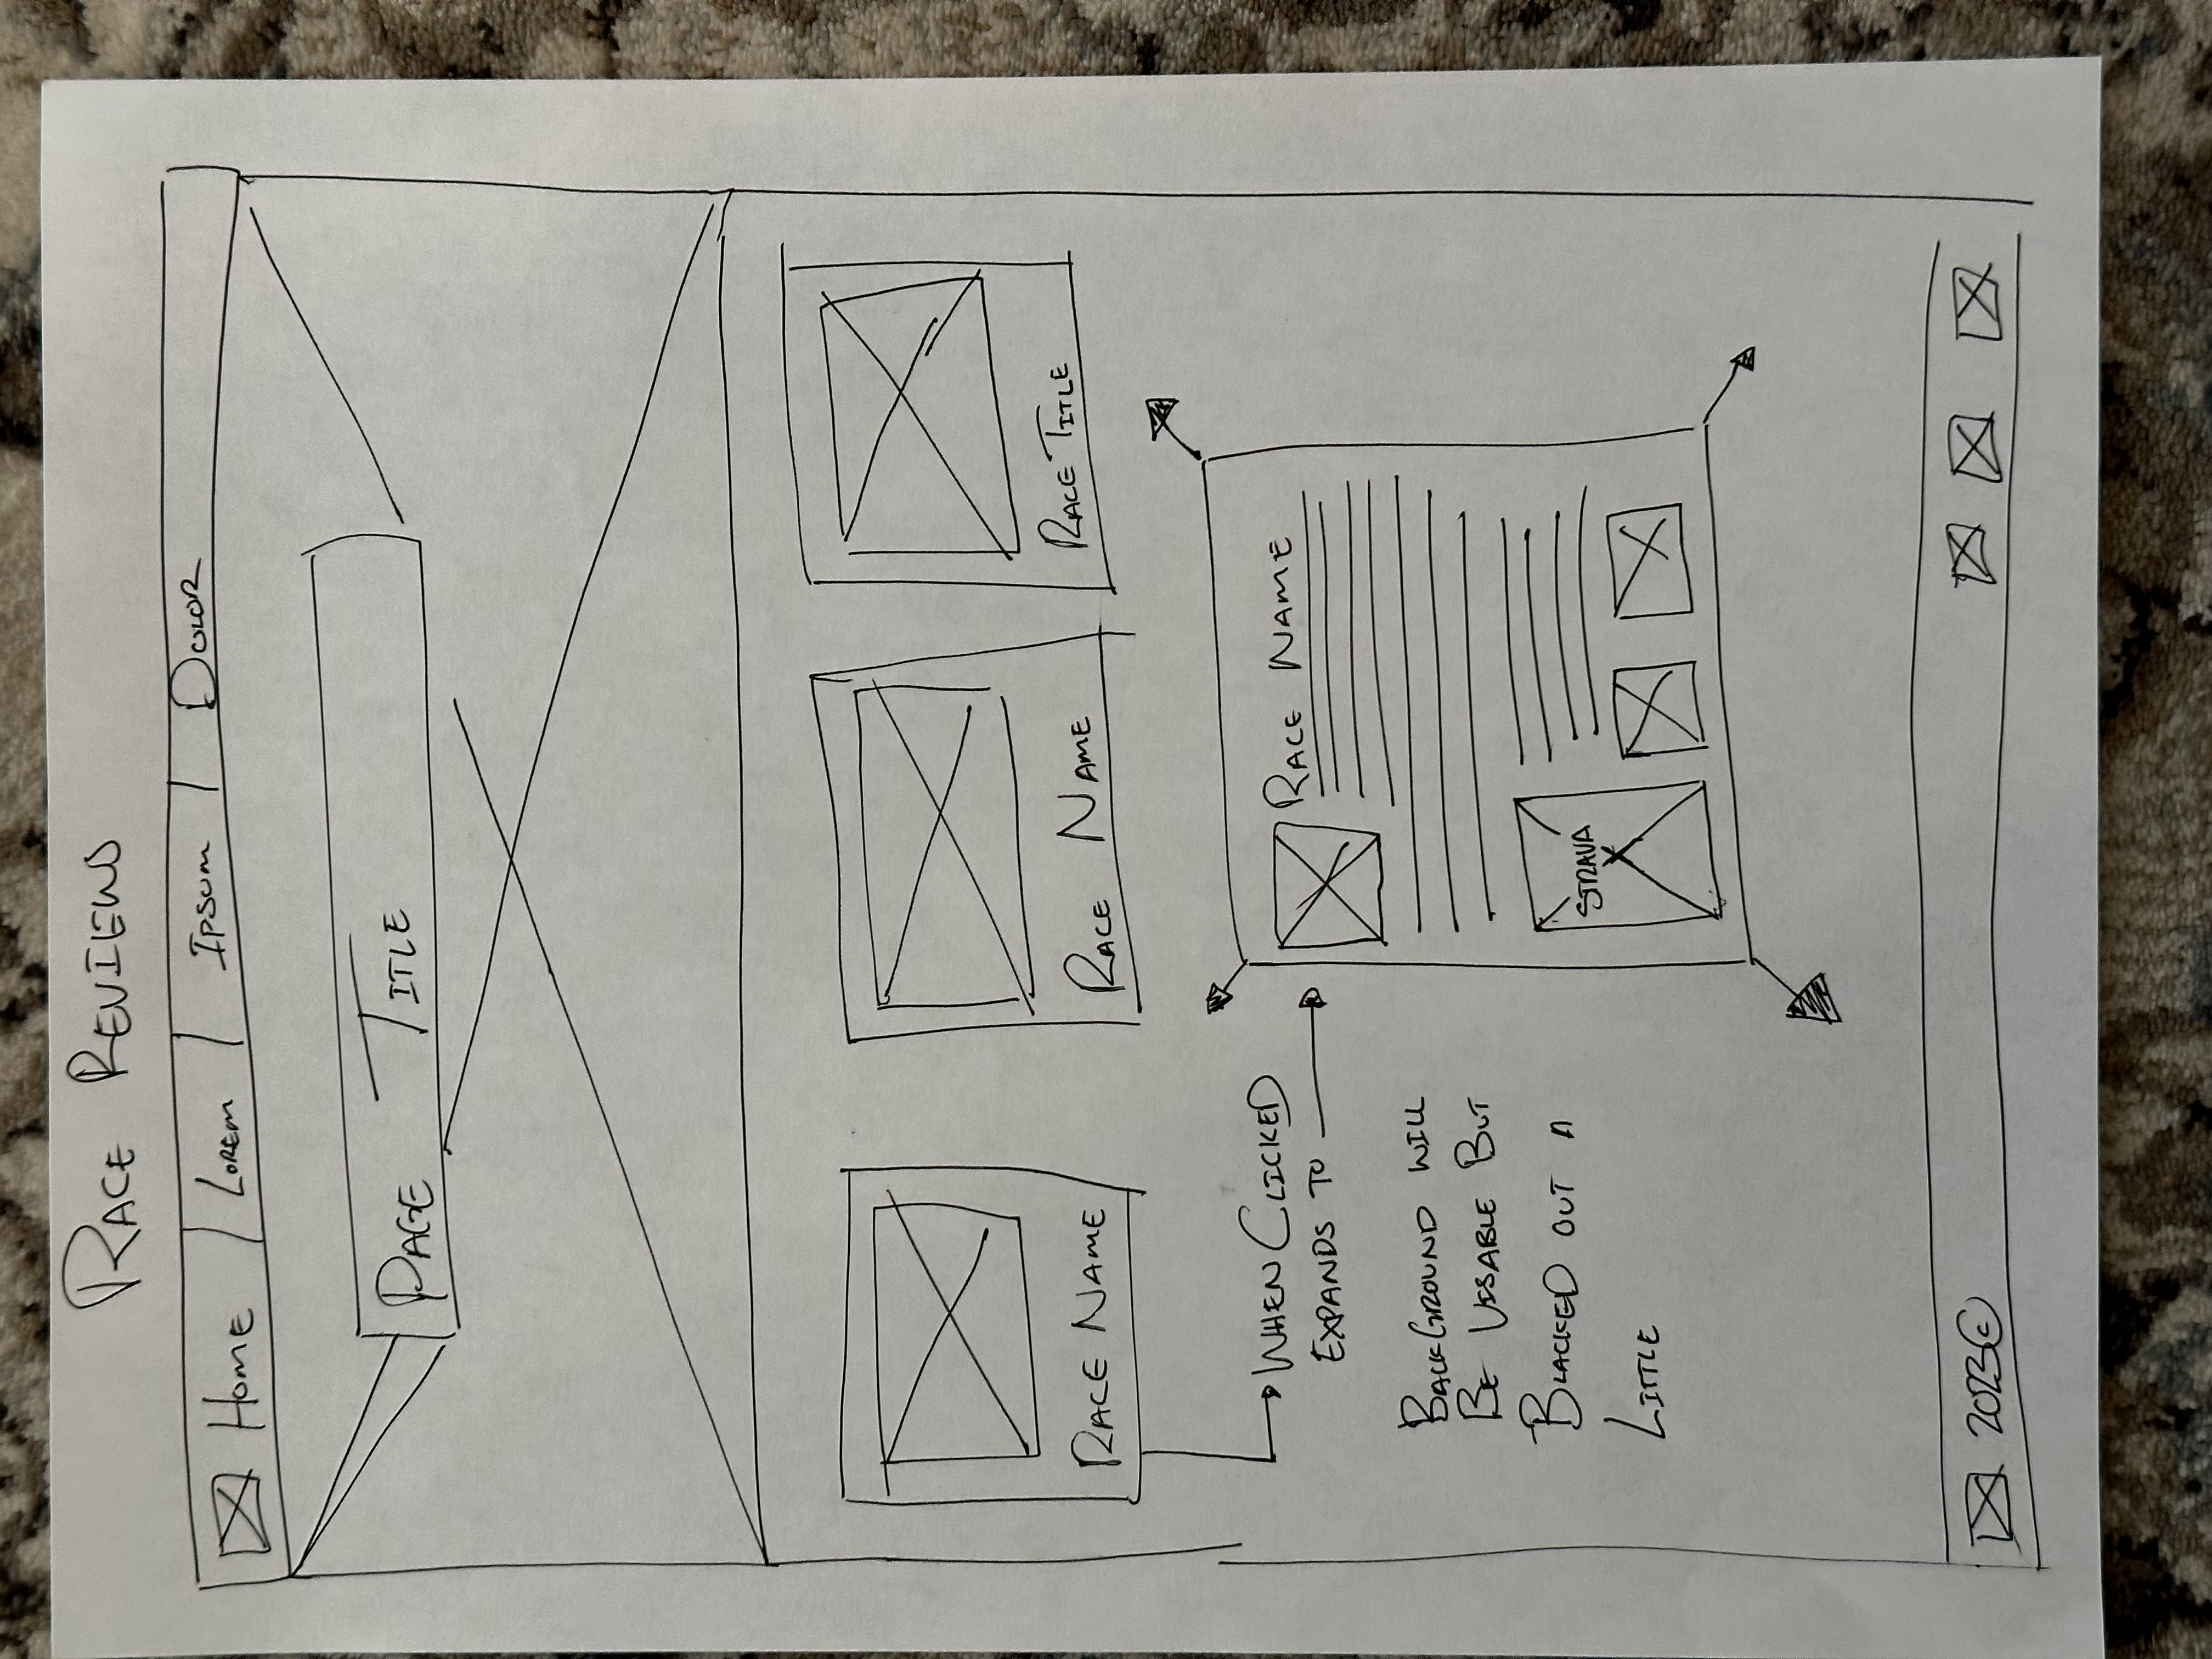 RACE REVIEWS
HOME LOREM IPSUM DOLOR
PAGE TITLE
RACE NAME
RACE NAME
RACE TITLE
WHEN CLICKED
EXPANDS TO
BACKGROUND WILL
BE VISABLE BUT
BLACKED OUT A
LITTLE
RACE NAME
STRAVA
2023©